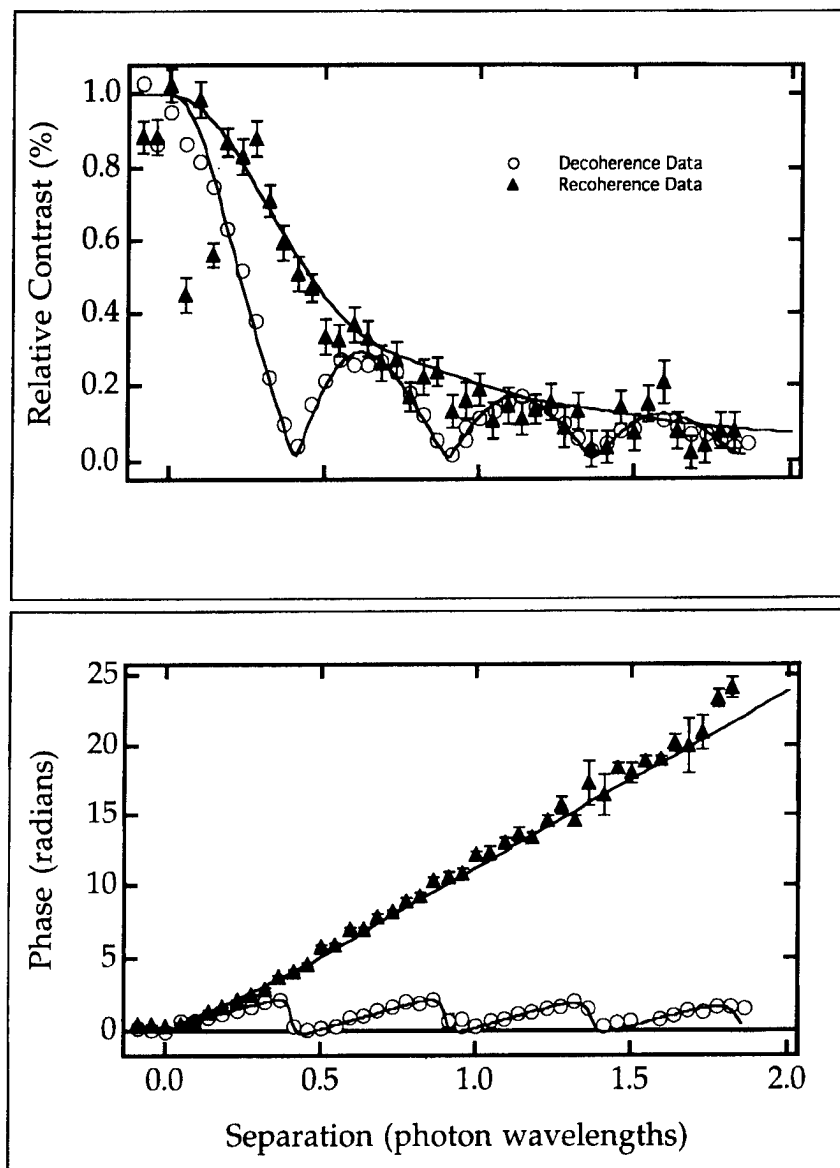 Relative Contrast (%)
1.0
0.8
0.6
0.4
0.2
0.0
Decoherence Data
Recoherence Data
Phase (radians)
25
20
15
10
5
0
0.0 0.5 1.0 1.5 2.0
Separation (photon wavelengths)